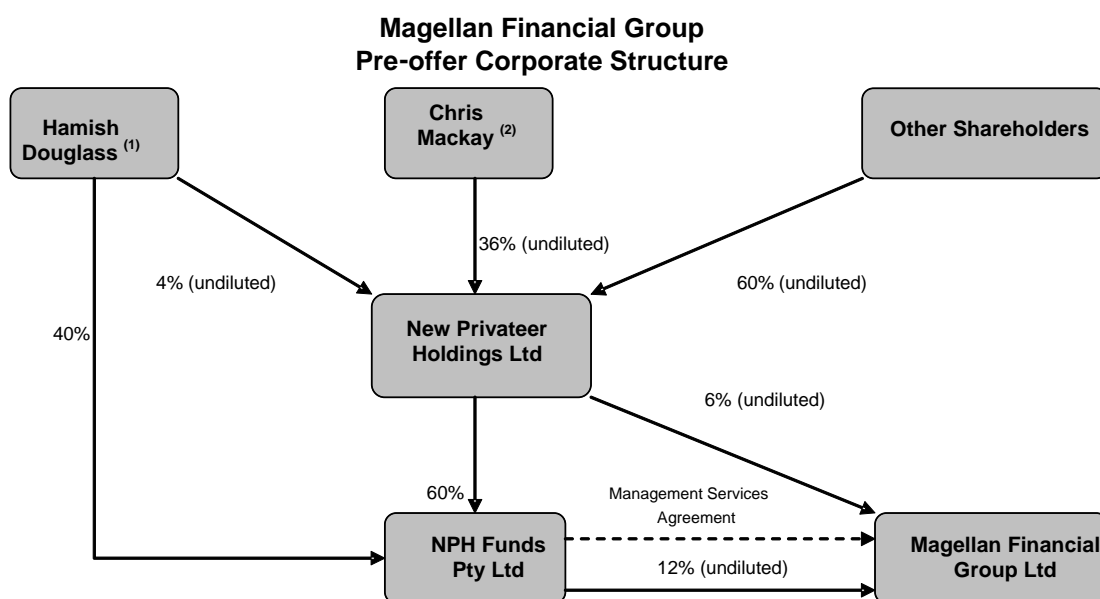 Magellan Financial Group
Pre-offer Corporate Structure
Hamish
Douglass (1)
Chris
Mackay (2)
Other Shareholders
36% (undiluted)
4% (undiluted)
60% (undiluted)
40%
New Privateer
Holdings Ltd
6% (undiluted)
60%
Management Services
Agreement
NPH Funds
Pty Ltd
12% (undiluted)
Magellan Financial
Group Ltd